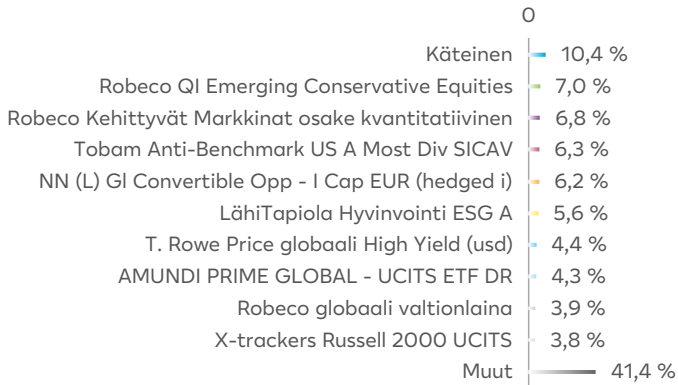 0
Käteinen 10,4 %
Robeco QI Emerging Conservative Equities 7,0 %
Robeco Kehittyvät Markkinat osake kvantitatiivinen 6,8 %
Tobam Anti-Benchmark US A Most Div SICAV 6,3 %
NN (L) Gl Convertible Opp - I Cap EUR (hedged i) 6,2 %
LähiTapiola Hyvinvointi ESG A 5,6 %
T. Rowe Price globaali High Yield (usd) 4,4 %
AMUNDI PRIME GLOBAL - UCITS ETF DR 4,3 %
Robeco globaali valtionlaina 3,9 %
X-trackers Russell 2000 UCITS 3,8 %
Muut 41,4 %